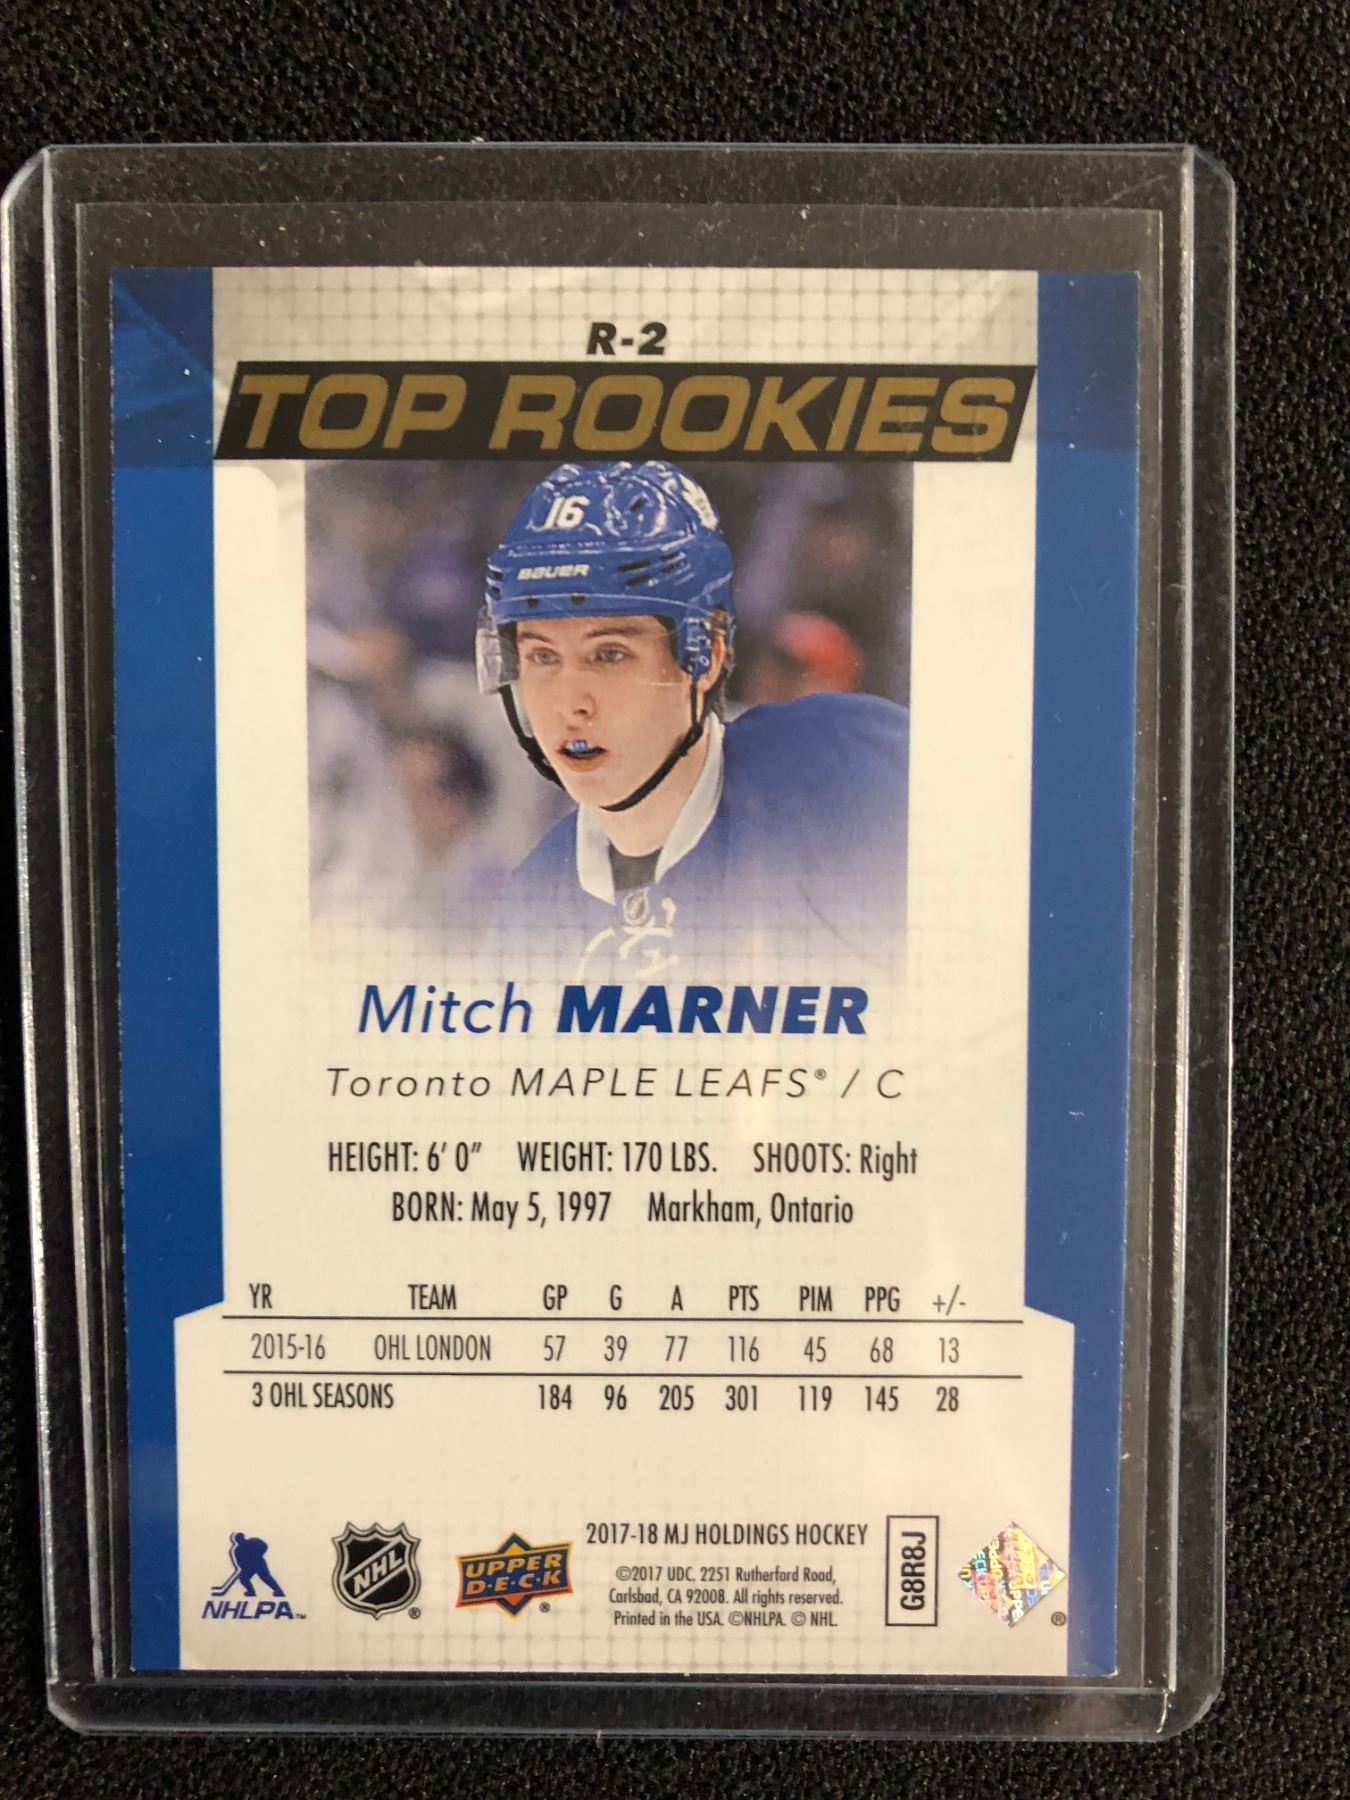 R-2
TOP ROOKIES
16
BAUER
Mitch MARNER
Toronto MAPLE LEAFS® / C
HEIGHT: 6' 0" WEIGHT: 170 LBS. SHOOTS: Right
BORN: May 5, 1997 Markham, Ontario
YR TEAM GP G A PTS PIM PPG +/-
2015-16 OHL LONDON 57 39 77 116 45 68 13
3 OHL SEASONS 184 96 205 301 119 145 28
NHLPA™
NHL ®
UPPER
D·E·C·K ®
2017-18 MJ HOLDINGS HOCKEY
©2017 UDC. 2251 Rutherford Road,
Carlsbad, CA 92008. All rights reserved.
Printed in the USA. ©NHLPA. © NHL.
G8R8J
®